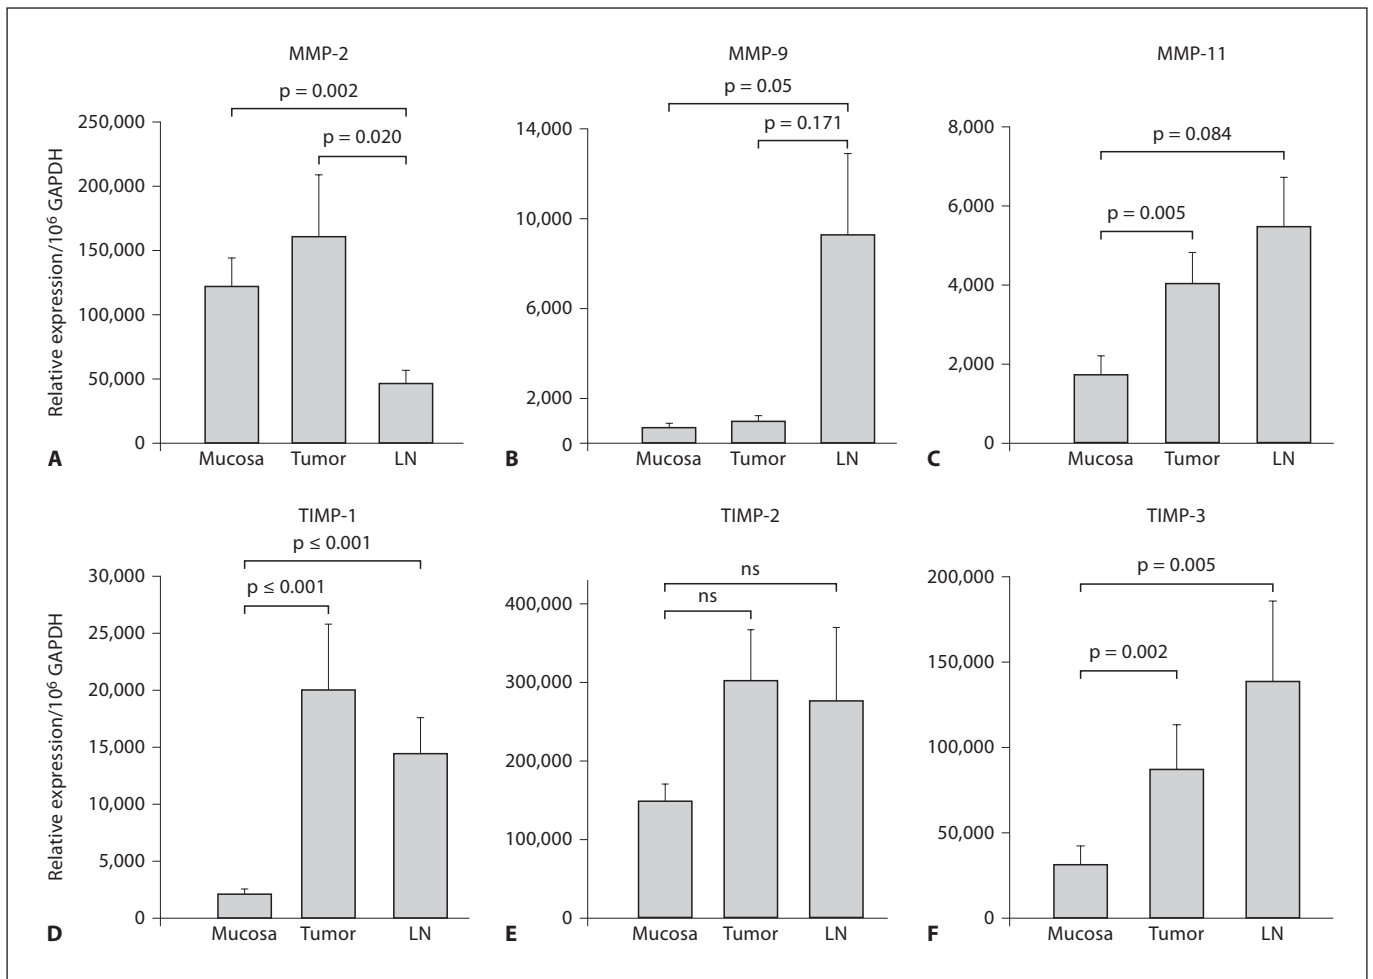 MMP-2
p = 0.002
p = 0.020
Relative expression/10⁶ GAPDH
250,000
200,000
150,000
100,000
50,000
0
A
Mucosa Tumor LN
MMP-9
p = 0.05
p = 0.171
14,000
10,000
6,000
2,000
0
B
Mucosa Tumor LN
MMP-11
p = 0.084
p = 0.005
8,000
6,000
4,000
2,000
0
C
Mucosa Tumor LN
TIMP-1
p ≤ 0.001
p ≤ 0.001
Relative expression/10⁶ GAPDH
30,000
25,000
20,000
15,000
10,000
5,000
0
D
Mucosa Tumor LN
TIMP-2
ns
ns
400,000
300,000
200,000
100,000
0
E
Mucosa Tumor LN
TIMP-3
p = 0.005
p = 0.002
200,000
150,000
100,000
50,000
0
F
Mucosa Tumor LN